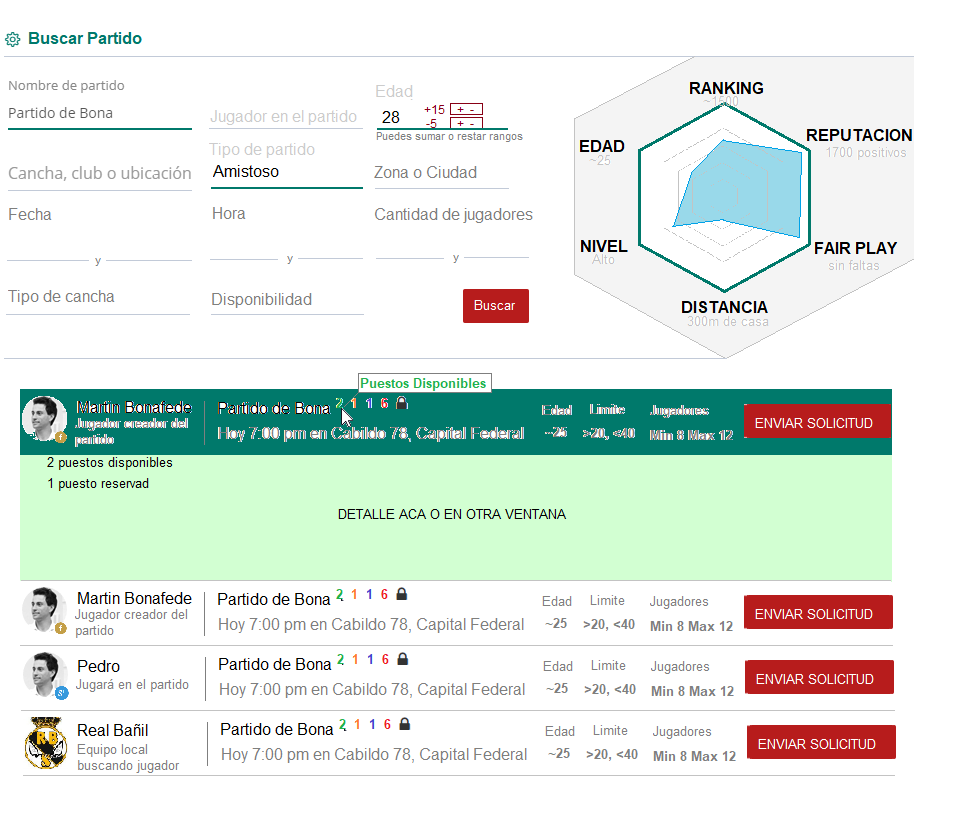 Buscar Partido
Nombre de partido
Partido de Bona
Jugador en el partido
Edad
28
+15 + -
-5 + -
Puedes sumar o restar rangos
Cancha, club o ubicación
Tipo de partido
Amistoso
Zona o Ciudad
Fecha
Hora
Cantidad de jugadores
y
y
y
Tipo de cancha
Disponibilidad
Buscar
RANKING
~1500
REPUTACION
1700 positivos
EDAD
~25
NIVEL
Alto
FAIR PLAY
sin faltas
DISTANCIA
300m de casa
Puestos Disponibles
Martin Bonafede
Jugador creador del
partido
Partido de Bona 2 1 1 6
Hoy 7:00 pm en Cabildo 78, Capital Federal
Edad
~25
Limite
>20, <40
Jugadores
Min 8 Max 12
ENVIAR SOLICITUD
2 puestos disponibles
1 puesto reservad
DETALLE ACA O EN OTRA VENTANA
Martin Bonafede
Jugador creador del
partido
Partido de Bona 2 1 1 6
Hoy 7:00 pm en Cabildo 78, Capital Federal
Edad
~25
Limite
>20, <40
Jugadores
Min 8 Max 12
ENVIAR SOLICITUD
Pedro
Jugará en el partido
Partido de Bona 2 1 1 6
Hoy 7:00 pm en Cabildo 78, Capital Federal
Edad
~25
Limite
>20, <40
Jugadores
Min 8 Max 12
ENVIAR SOLICITUD
RB
Real Bañil
Equipo local
buscando jugador
Partido de Bona 2 1 1 6
Hoy 7:00 pm en Cabildo 78, Capital Federal
Edad
~25
Limite
>20, <40
Jugadores
Min 8 Max 12
ENVIAR SOLICITUD